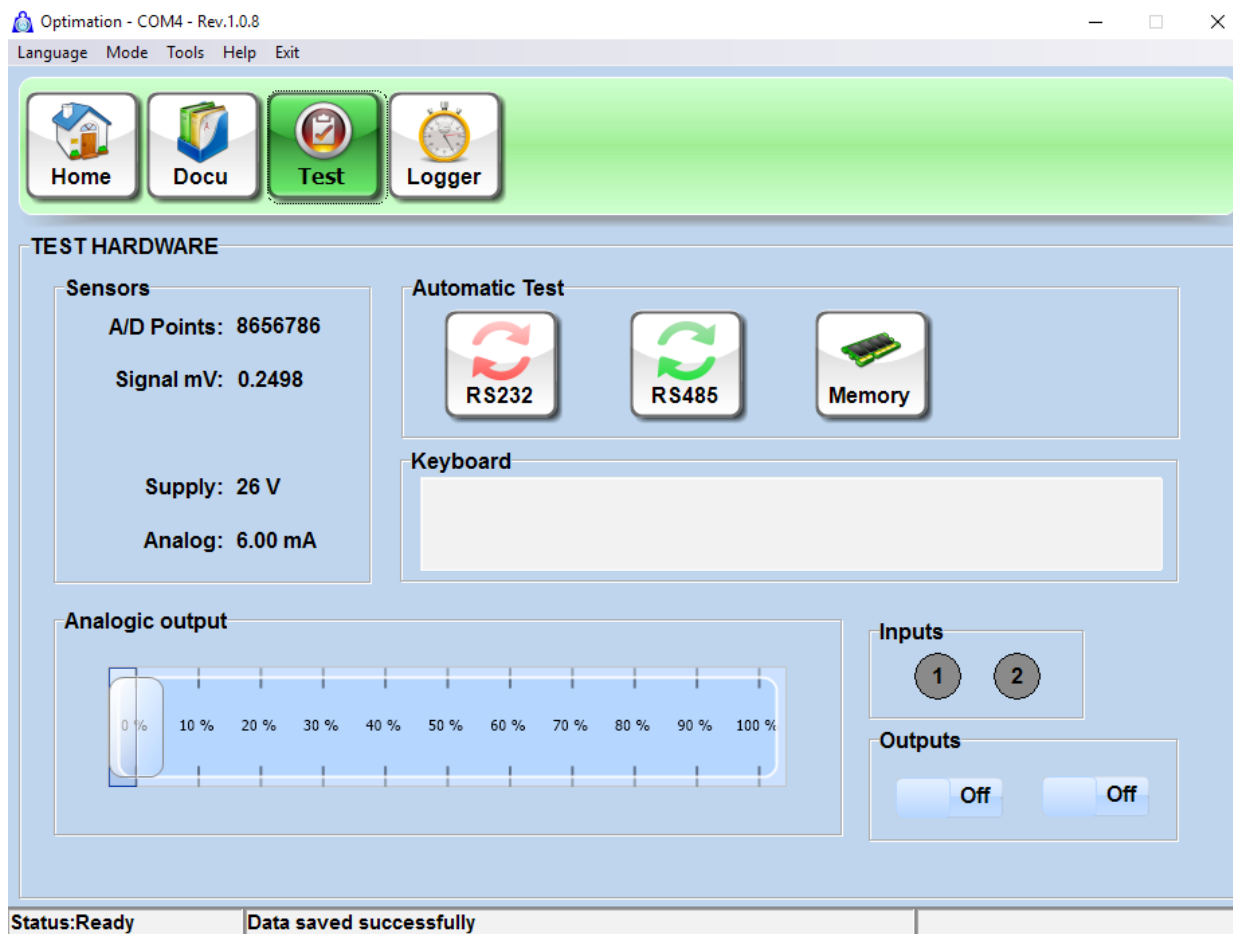 Optimation - COM4 - Rev.1.0.8
Language Mode Tools Help Exit
Home Docu Test Logger
TEST HARDWARE
Sensors
A/D Points: 8656786
Signal mV: 0.2498
Supply: 26 V
Analog: 6.00 mA
Automatic Test
RS232 RS485 Memory
Keyboard
Analogic output
0 % 10 % 20 % 30 % 40 % 50 % 60 % 70 % 80 % 90 % 100 %
Inputs
1 2
Outputs
Off Off
Status:Ready Data saved successfully